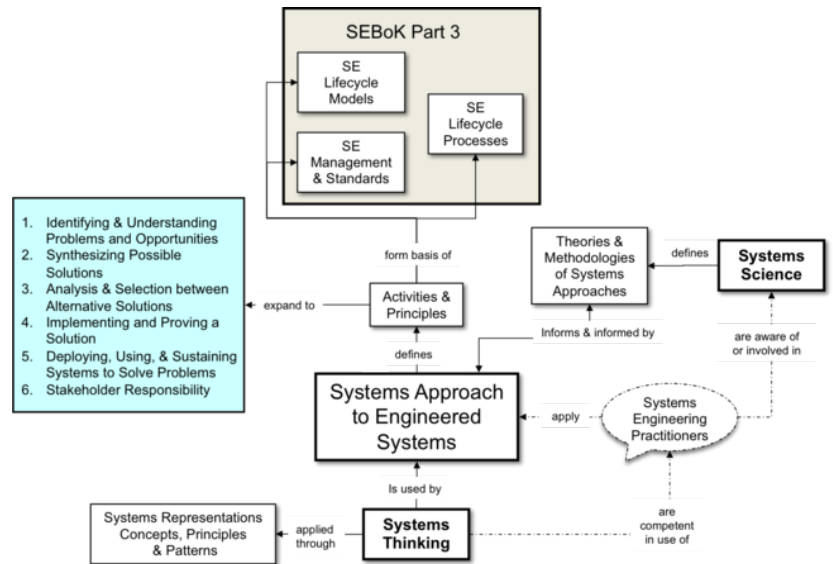 SEBoK Part 3
SE
Lifecycle
Models
SE
Lifecycle
Processes
SE
Management
& Standards
1. Identifying & Understanding
Problems and Opportunities
2. Synthesizing Possible
Solutions
3. Analysis & Selection between
Alternative Solutions
4. Implementing and Proving a
Solution
5. Deploying, Using, & Sustaining
Systems to Solve Problems
6. Stakeholder Responsibility
form basis of
expand to
Activities &
Principles
defines
Theories &
Methodologies
of Systems
Approaches
defines
Systems
Science
Informs & informed by
are aware of
or involved in
Systems Approach
to Engineered
Systems
apply
Systems
Engineering
Practitioners
Is used by
are
competent
in use of
Systems Representations
Concepts, Principles
& Patterns
applied
through
Systems
Thinking